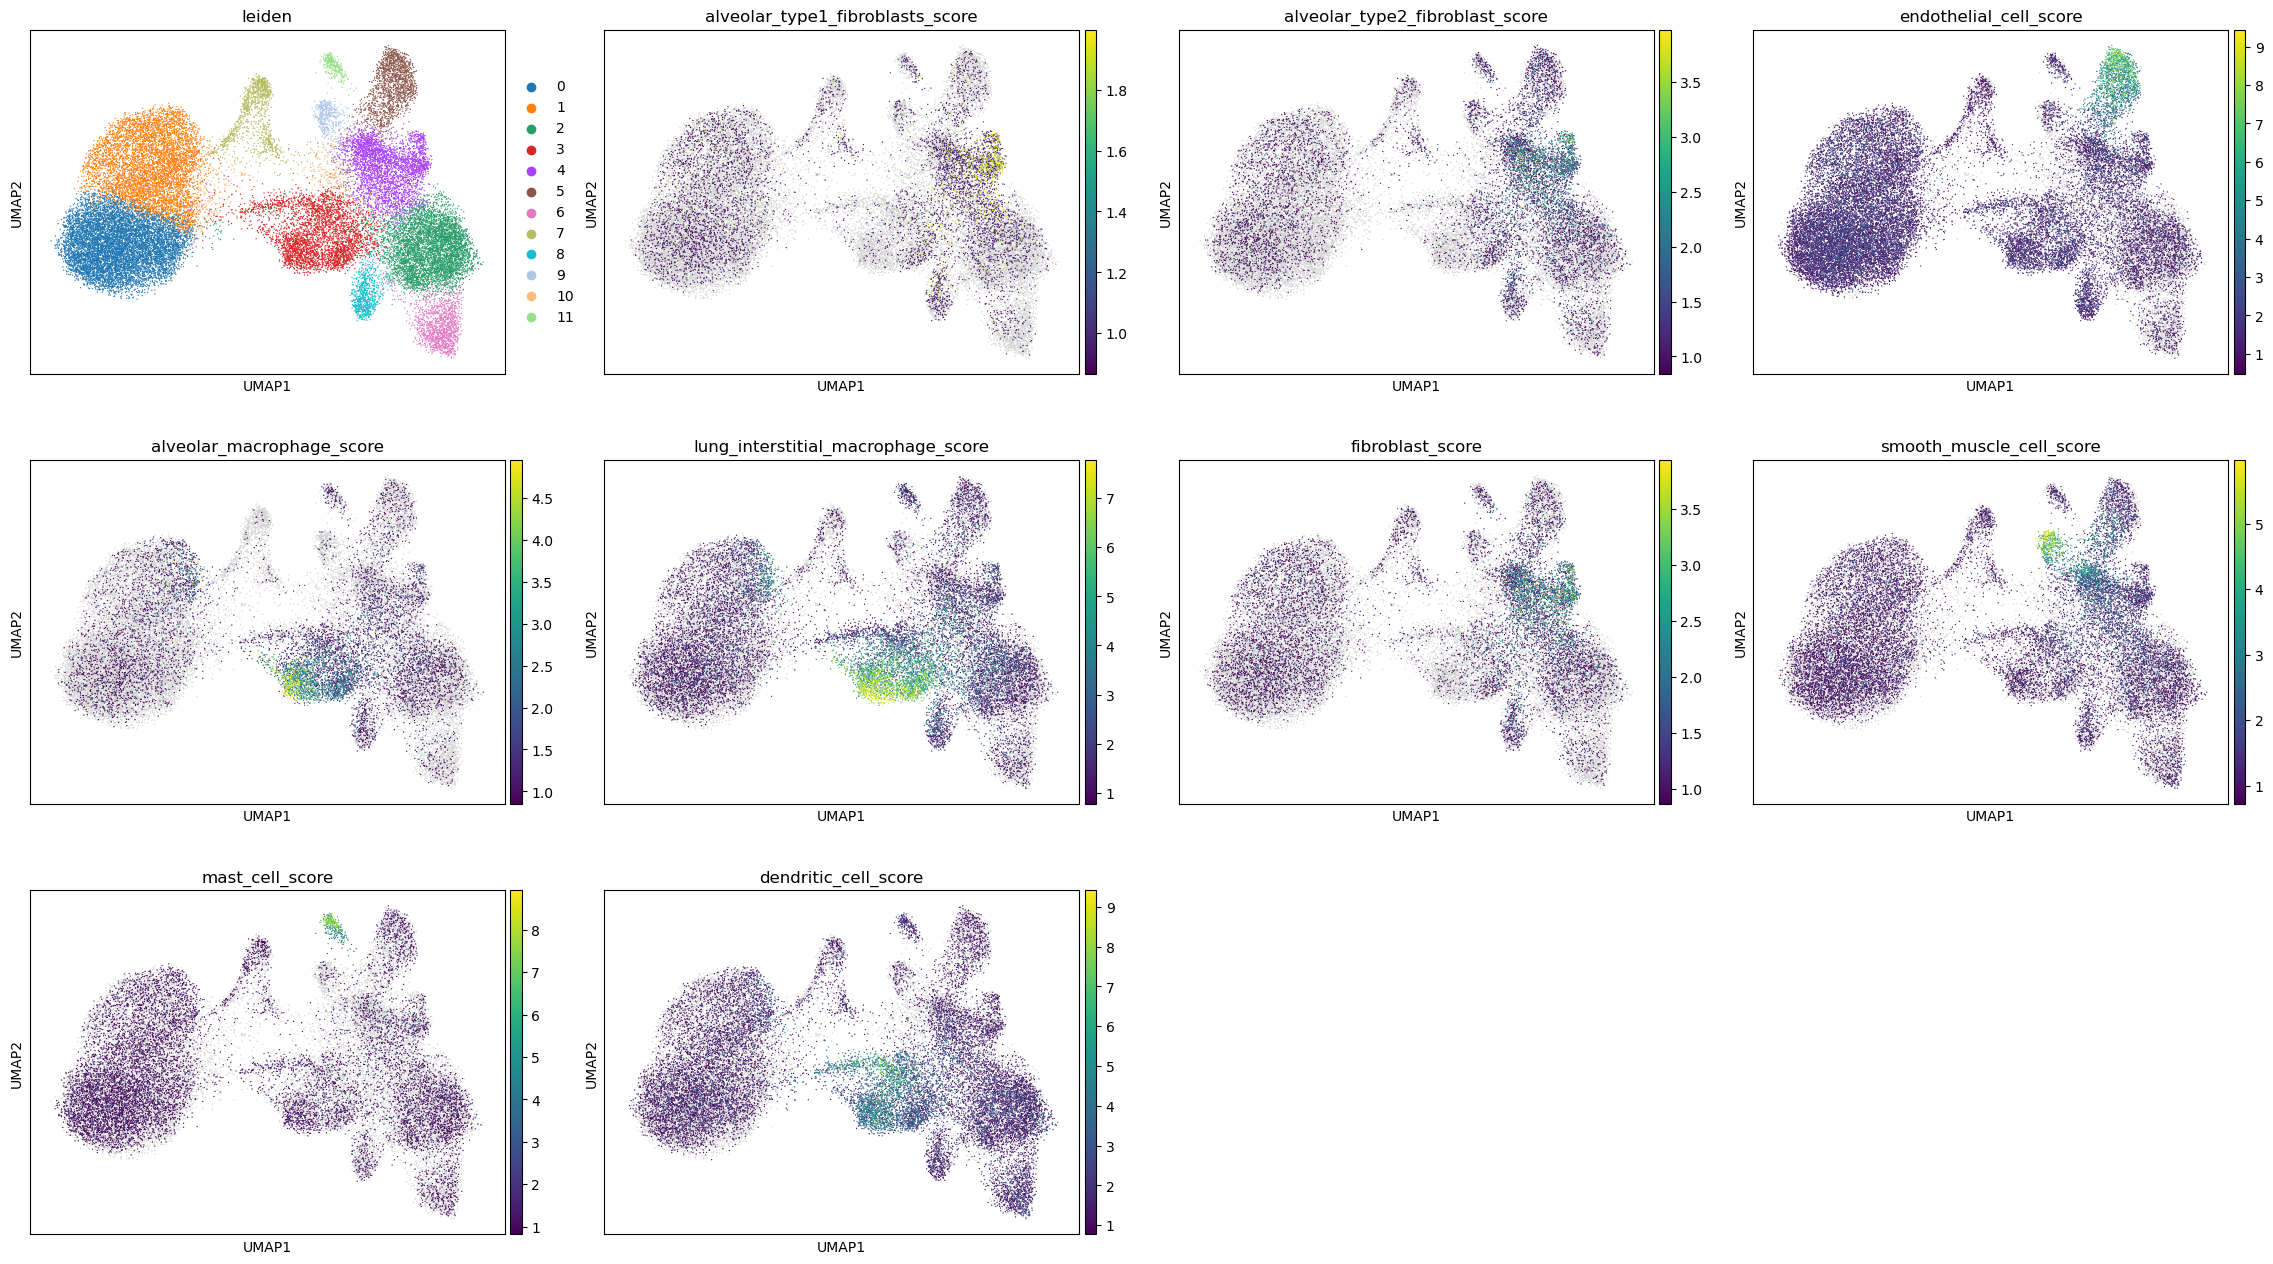 leiden
UMAP2
UMAP1
0
1
2
3
4
5
6
7
8
9
10
11
alveolar_type1_fibroblasts_score
UMAP2
UMAP1
1.8
1.6
1.4
1.2
1.0
alveolar_type2_fibroblast_score
UMAP2
UMAP1
3.5
3.0
2.5
2.0
1.5
1.0
endothelial_cell_score
UMAP2
UMAP1
9
8
7
6
5
4
3
2
1
alveolar_macrophage_score
UMAP2
UMAP1
4.5
4.0
3.5
3.0
2.5
2.0
1.5
1.0
lung_interstitial_macrophage_score
UMAP2
UMAP1
7
6
5
4
3
2
1
fibroblast_score
UMAP2
UMAP1
3.5
3.0
2.5
2.0
1.5
1.0
smooth_muscle_cell_score
UMAP2
UMAP1
5
4
3
2
1
mast_cell_score
UMAP2
UMAP1
8
7
6
5
4
3
2
1
dendritic_cell_score
UMAP2
UMAP1
9
8
7
6
5
4
3
2
1